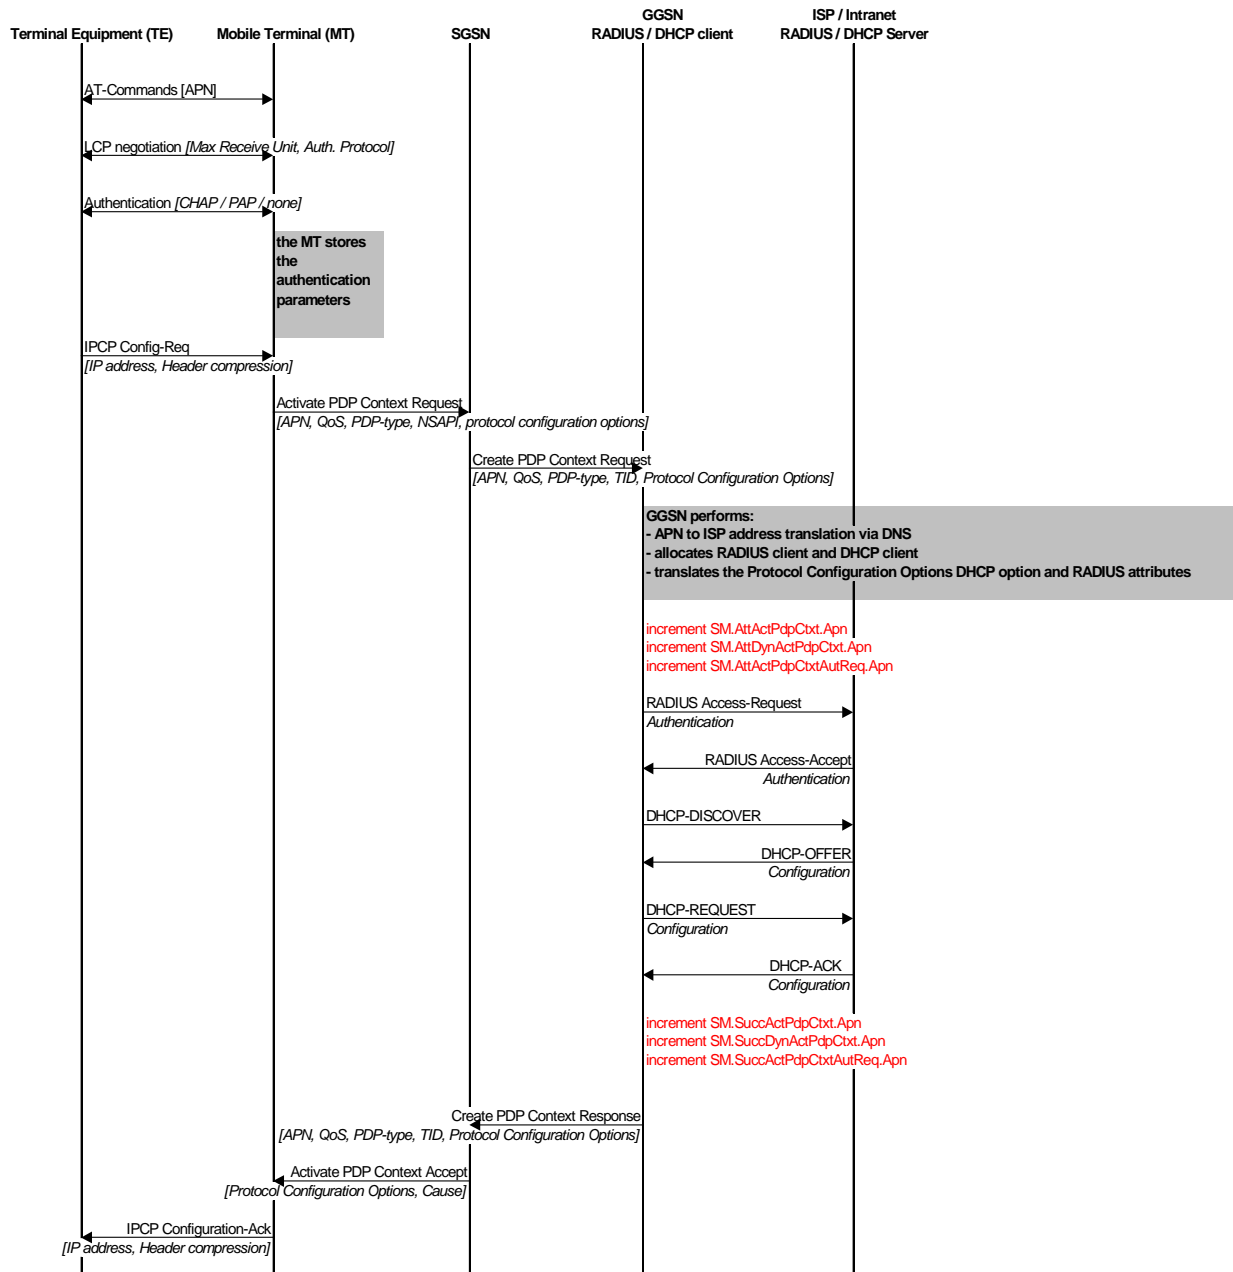 GGSN
ISP / Intranet
Terminal Equipment (TE)
Mobile Terminal (MT)
SGSN
RADIUS / DHCP client
RADIUS / DHCP Server
AT-Commands [APN]
LCP negotiation [Max Receive Unit, Auth. Protocol]
Authentication [CHAP / PAP / none]
the MT stores
the
authentication
parameters
IPCP Config-Req
[IP address, Header compression]
Activate PDP Context Request
[APN, QoS, PDP-type, NSAPI, protocol configuration options]
Create PDP Context Request
[APN, QoS, PDP-type, TID, Protocol Configuration Options]
GGSN performs:
- APN to ISP address translation via DNS
- allocates RADIUS client and DHCP client
- translates the Protocol Configuration Options DHCP option and RADIUS attributes
increment SM.AttActPdpCtxt.Apn
increment SM.AttDynActPdpCtxt.Apn
increment SM.AttActPdpCtxtAutReq.Apn
RADIUS Access-Request
Authentication
RADIUS Access-Accept
Authentication
DHCP-DISCOVER
DHCP-OFFER
Configuration
DHCP-REQUEST
Configuration
DHCP-ACK
Configuration
increment SM.SuccActPdpCtxt.Apn
increment SM.SuccDynActPdpCtxt.Apn
increment SM.SuccActPdpCtxtAutReq.Apn
Create PDP Context Response
[APN, QoS, PDP-type, TID, Protocol Configuration Options]
Activate PDP Context Accept
[Protocol Configuration Options, Cause]
IPCP Configuration-Ack
[IP address, Header compression]